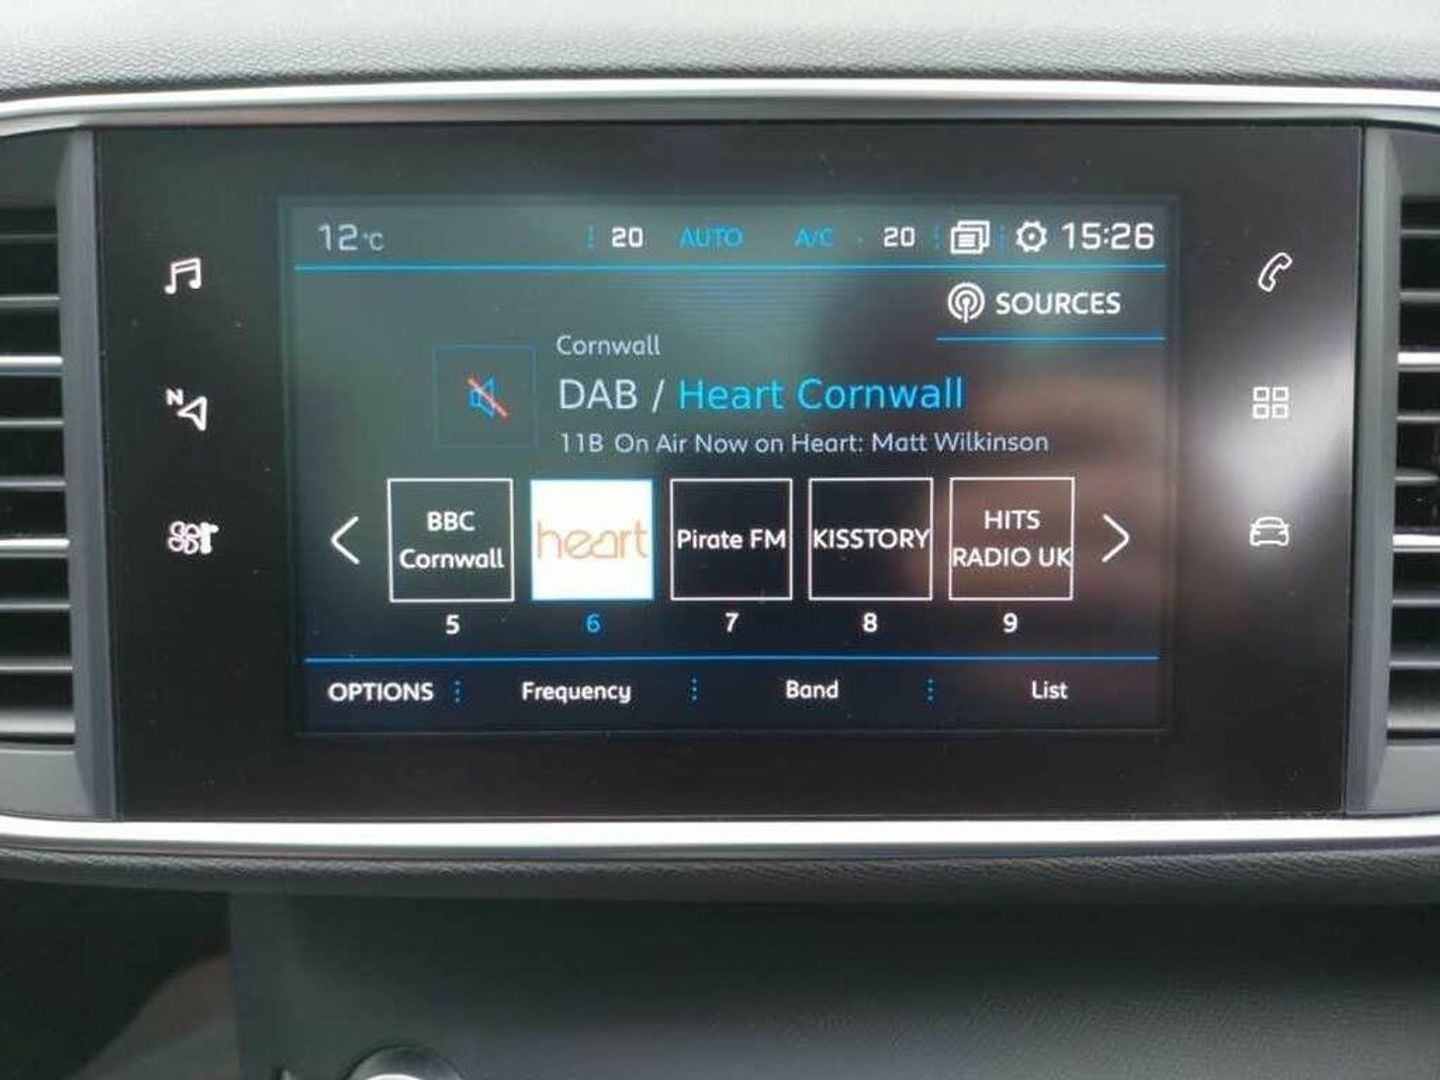 12°C 20 AUTO A/C 20 15:26
SOURCES
Cornwall
DAB / Heart Cornwall
11B On Air Now on Heart: Matt Wilkinson
BBC Cornwall
heart
Pirate FM
KISSTORY
HITS RADIO UK
5 6 7 8 9
OPTIONS Frequency Band List
N